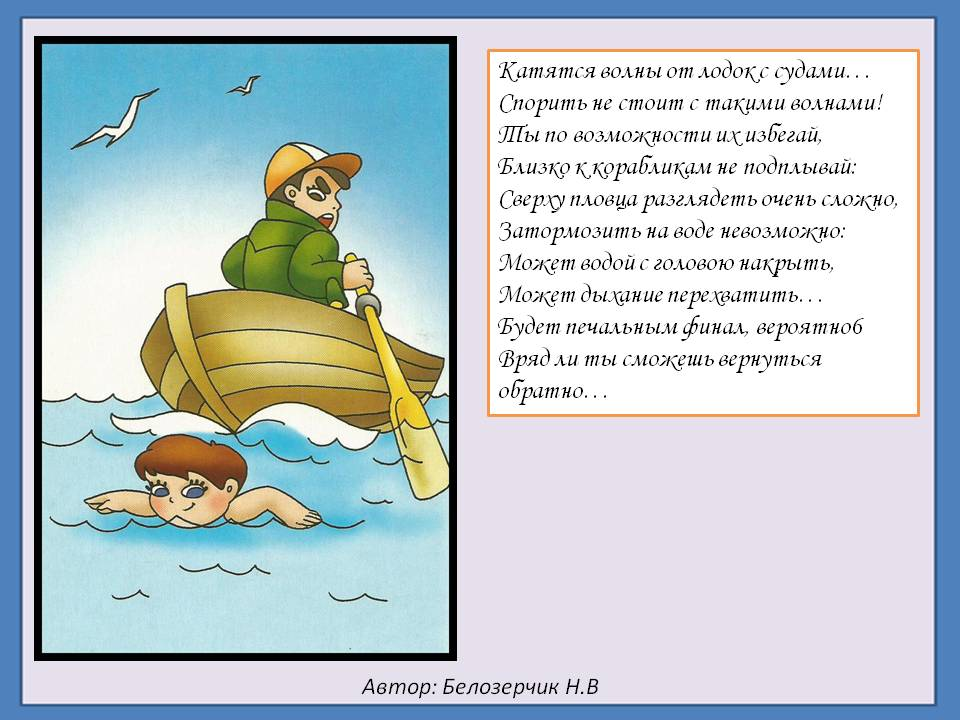 Катятся волны от лодок с судами…
Спорить не стоит с такими волнами!
Ты по возможности их избегай,
Близко к корабликам не подплывай:
Сверху пловца разглядеть очень сложно,
Затормозить на воде невозможно:
Может водой с головою накрыть,
Может дыхание перехватить…
Будет печальным финал, вероятно6
Вряд ли ты сможешь вернуться
обратно…
Автор: Белозерчик Н.В